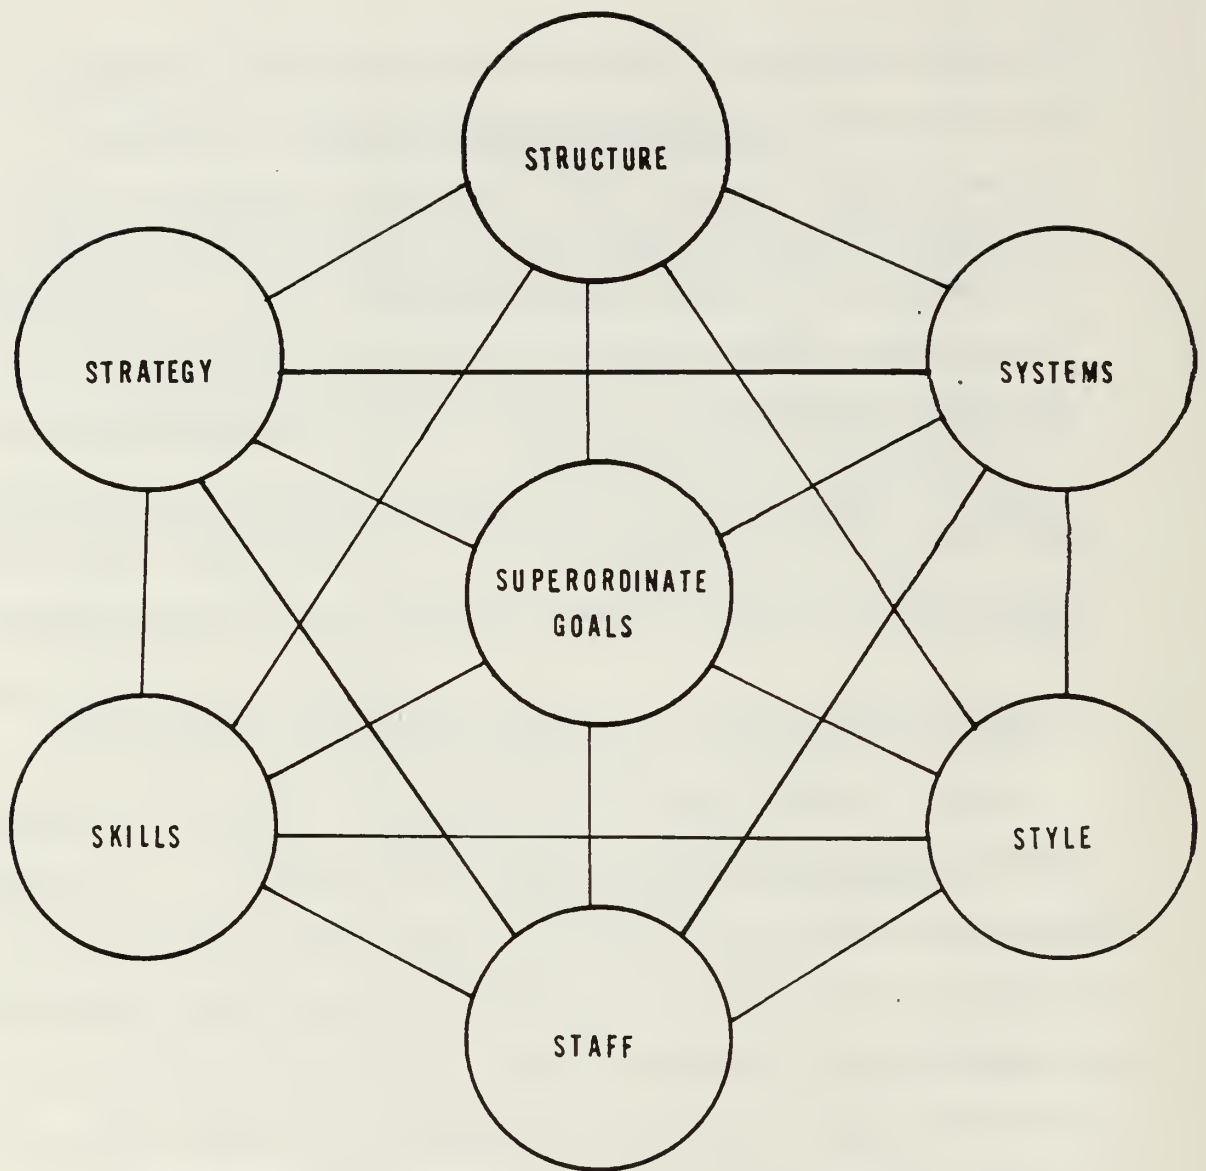 STRUCTURE
STRATEGY
SYSTEMS
SUPERORDINATE
GOALS
SKILLS
STYLE
STAFF